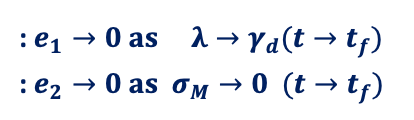 : e₁ → 0 as λ → γ_d (t → t_f)
: e₂ → 0 as σ_M → 0 (t → t_f)